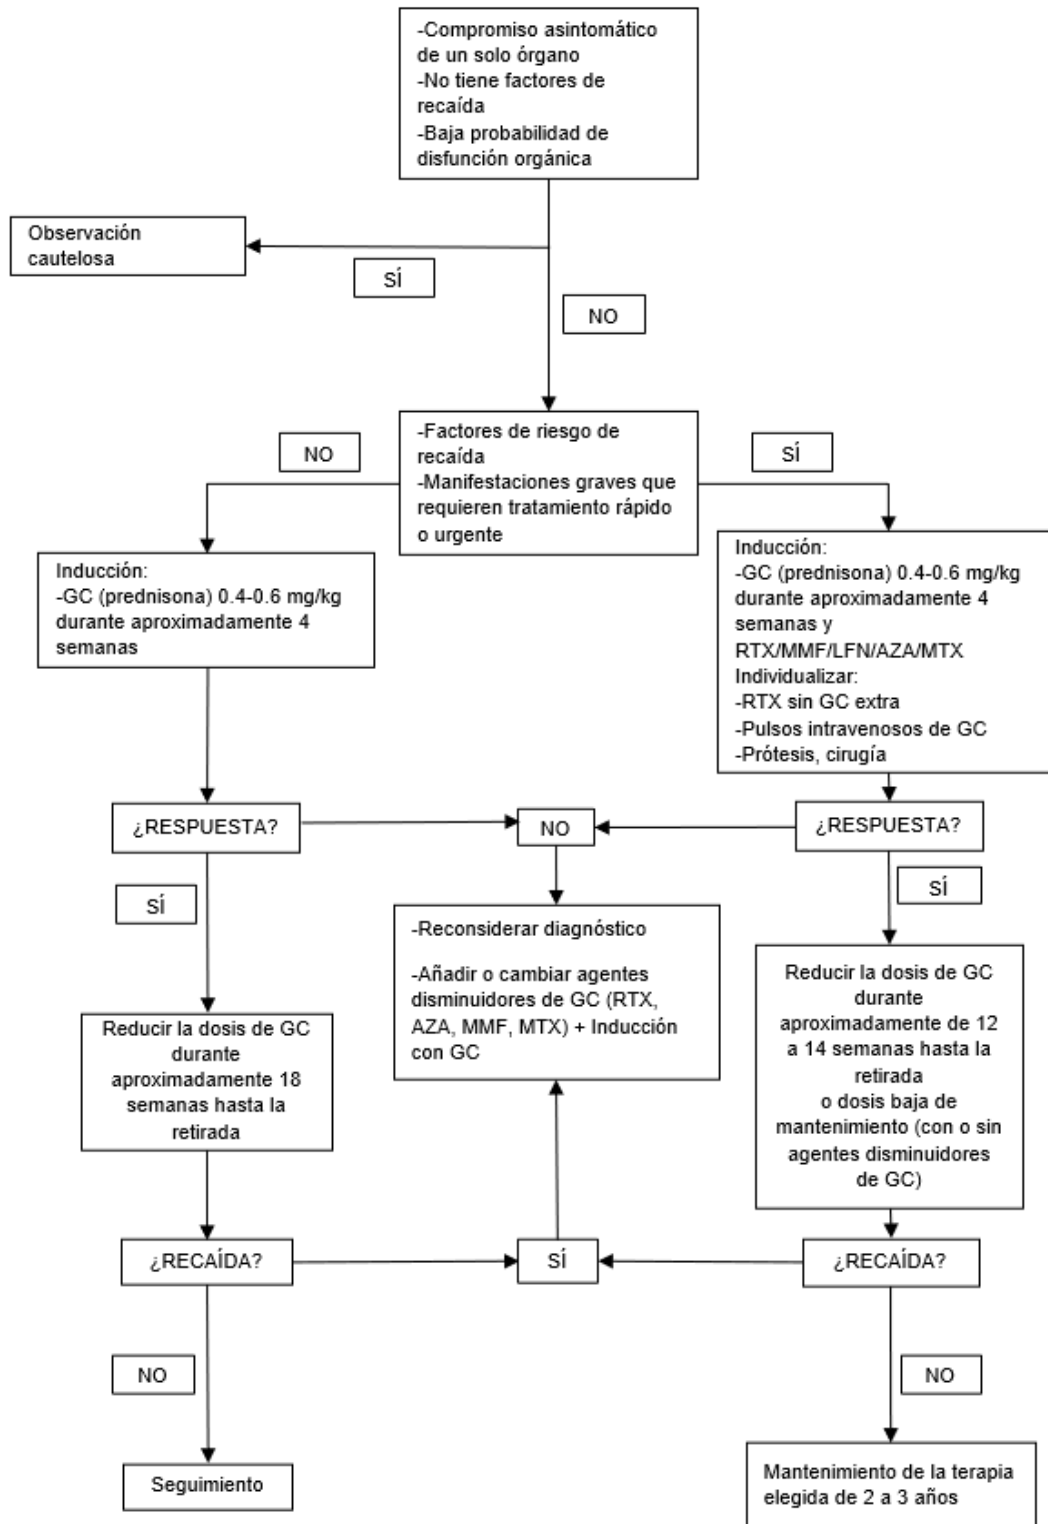 -Compromiso asintomático
de un solo órgano
-No tiene factores de
recaída
-Baja probabilidad de
disfunción orgánica
Observación
cautelosa
SÍ
NO
-Factores de riesgo de
recaída
-Manifestaciones graves que
requieren tratamiento rápido
o urgente
NO
SÍ
Inducción:
-GC (prednisona) 0.4-0.6 mg/kg
durante aproximadamente 4
semanas
Inducción:
-GC (prednisona) 0.4-0.6 mg/kg
durante aproximadamente 4
semanas y
RTX/MMF/LFN/AZA/MTX
Individualizar:
-RTX sin GC extra
-Pulsos intravenosos de GC
-Prótesis, cirugía
¿RESPUESTA?
NO
¿RESPUESTA?
SÍ
SÍ
-Reconsiderar diagnóstico
-Añadir o cambiar agentes
disminuidores de GC (RTX,
AZA, MMF, MTX) + Inducción
con GC
Reducir la dosis de GC
durante
aproximadamente 18
semanas hasta la
retirada
Reducir la dosis de GC
durante
aproximadamente de 12
a 14 semanas hasta la
retirada
o dosis baja de
mantenimiento (con o sin
agentes disminuidores
de GC)
¿RECAÍDA?
SÍ
¿RECAÍDA?
NO
NO
Seguimiento
Mantenimiento de la terapia
elegida de 2 a 3 años